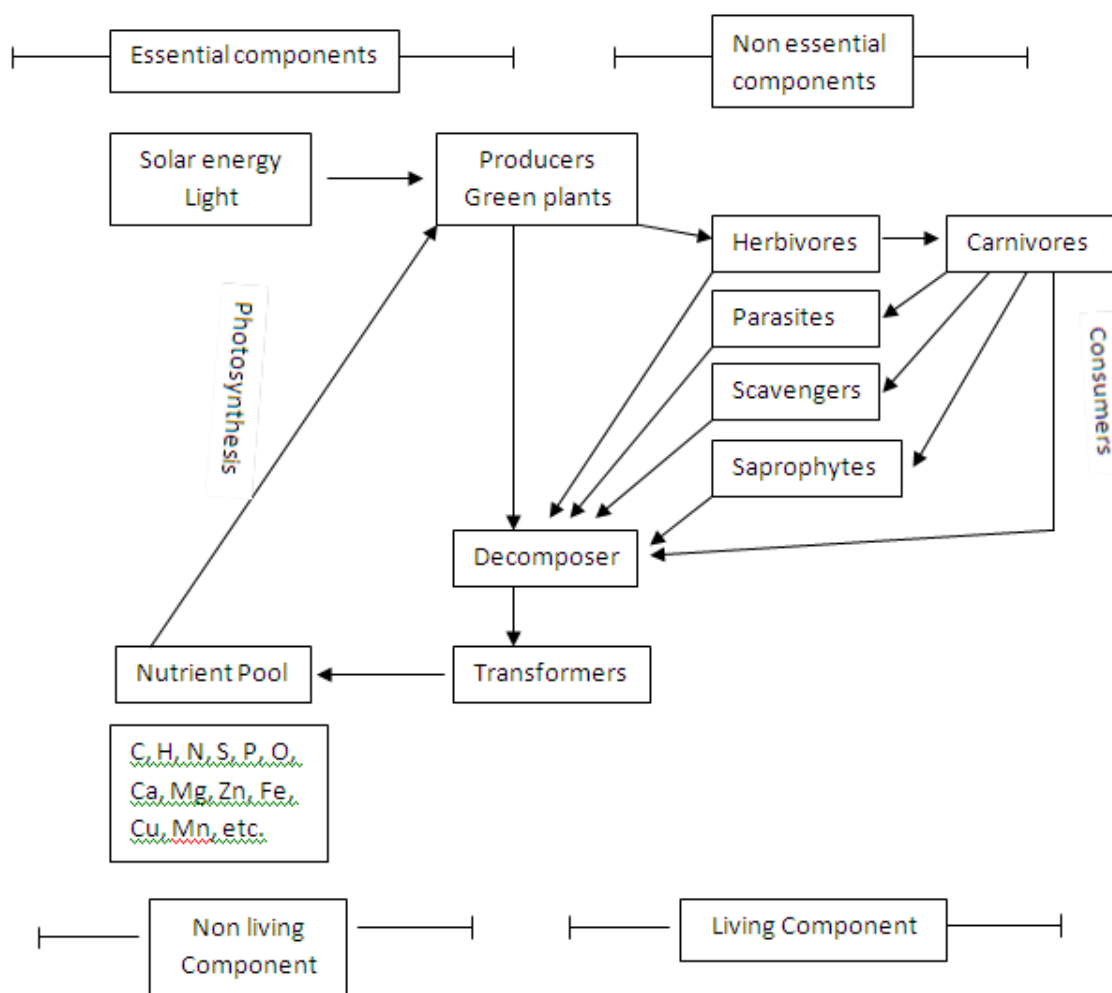 Essential components
Non essential
components
Solar energy
Light
Producers
Green plants
Herbivores
Carnivores
Photosynthesis
Parasites
Consumers
Scavengers
Saprophytes
Decomposer
Nutrient Pool
Transformers
C, H, N, S, P, O,
Ca, Mg, Zn, Fe,
Cu, Mn, etc.
Non living
Component
Living Component